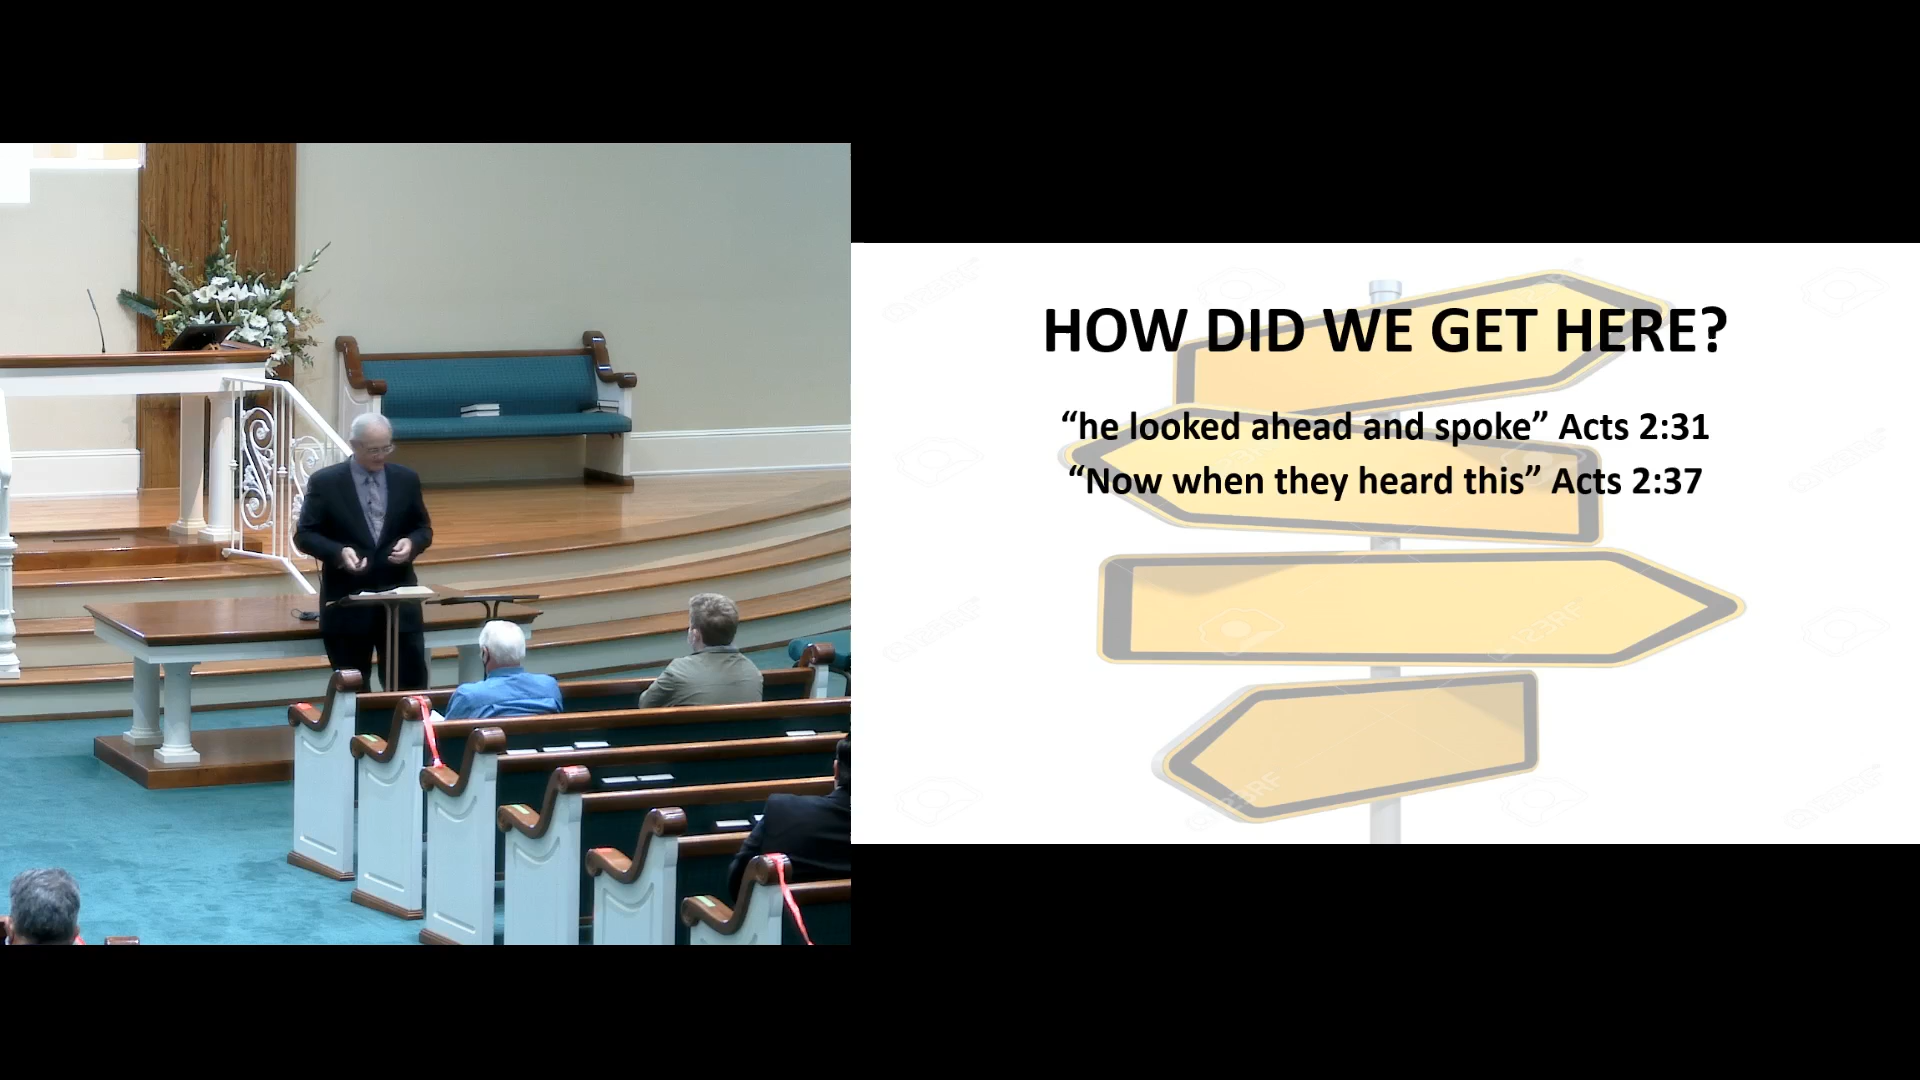 HOW DID WE GET HERE?
“he looked ahead and spoke” Acts 2:31
“Now when they heard this” Acts 2:37
123RF